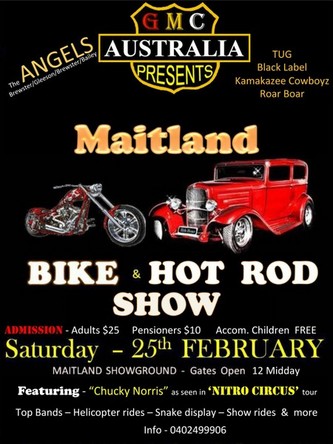 GMC
AUSTRALIA
PRESENTS
The ANGELS
Brewster/Gleeson/Brewster/Bailey
TUG
Black Label
Kamakazee Cowboyz
Roar Boar
Maitland
BIKE & HOT ROD
SHOW
ADMISSION - Adults $25 Pensioners $10 Accom. Children FREE
Saturday - 25th FEBRUARY
MAITLAND SHOWGROUND - Gates Open 12 Midday
Featuring - "Chucky Norris" as seen in 'NITRO CIRCUS' tour
Top Bands – Helicopter rides – Snake display – Show rides & more
Info - 0402499906